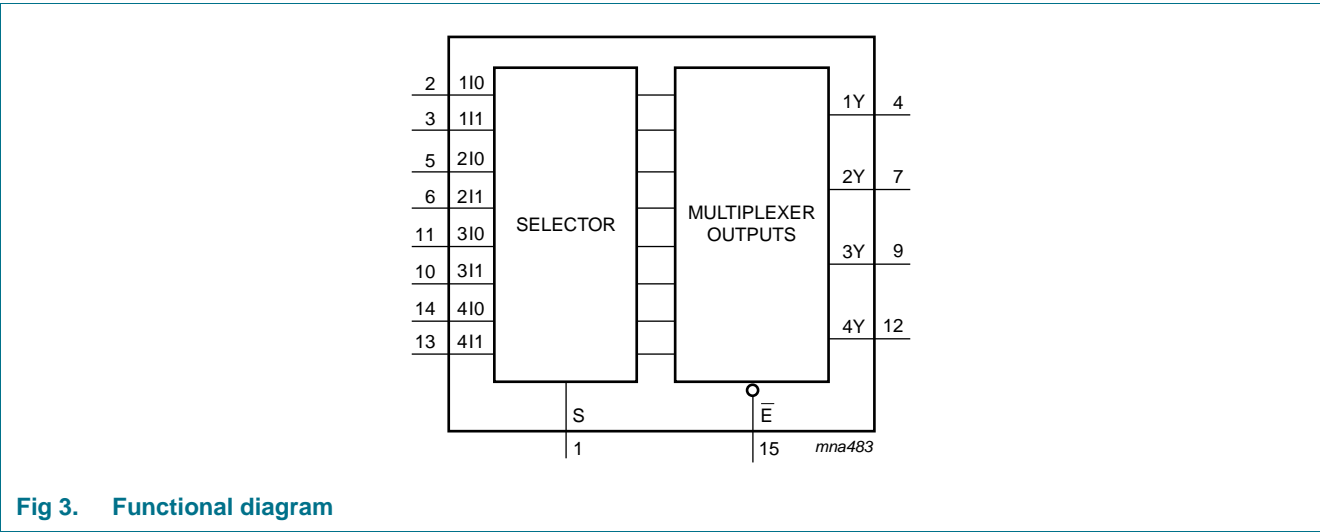 2 1I0
3 1I1
5 2I0
6 2I1
11 3I0
10 3I1
14 4I0
13 4I1
SELECTOR
MULTIPLEXER
OUTPUTS
1Y 4
2Y 7
3Y 9
4Y 12
S
1
E̅
15
mna483
Fig 3. Functional diagram